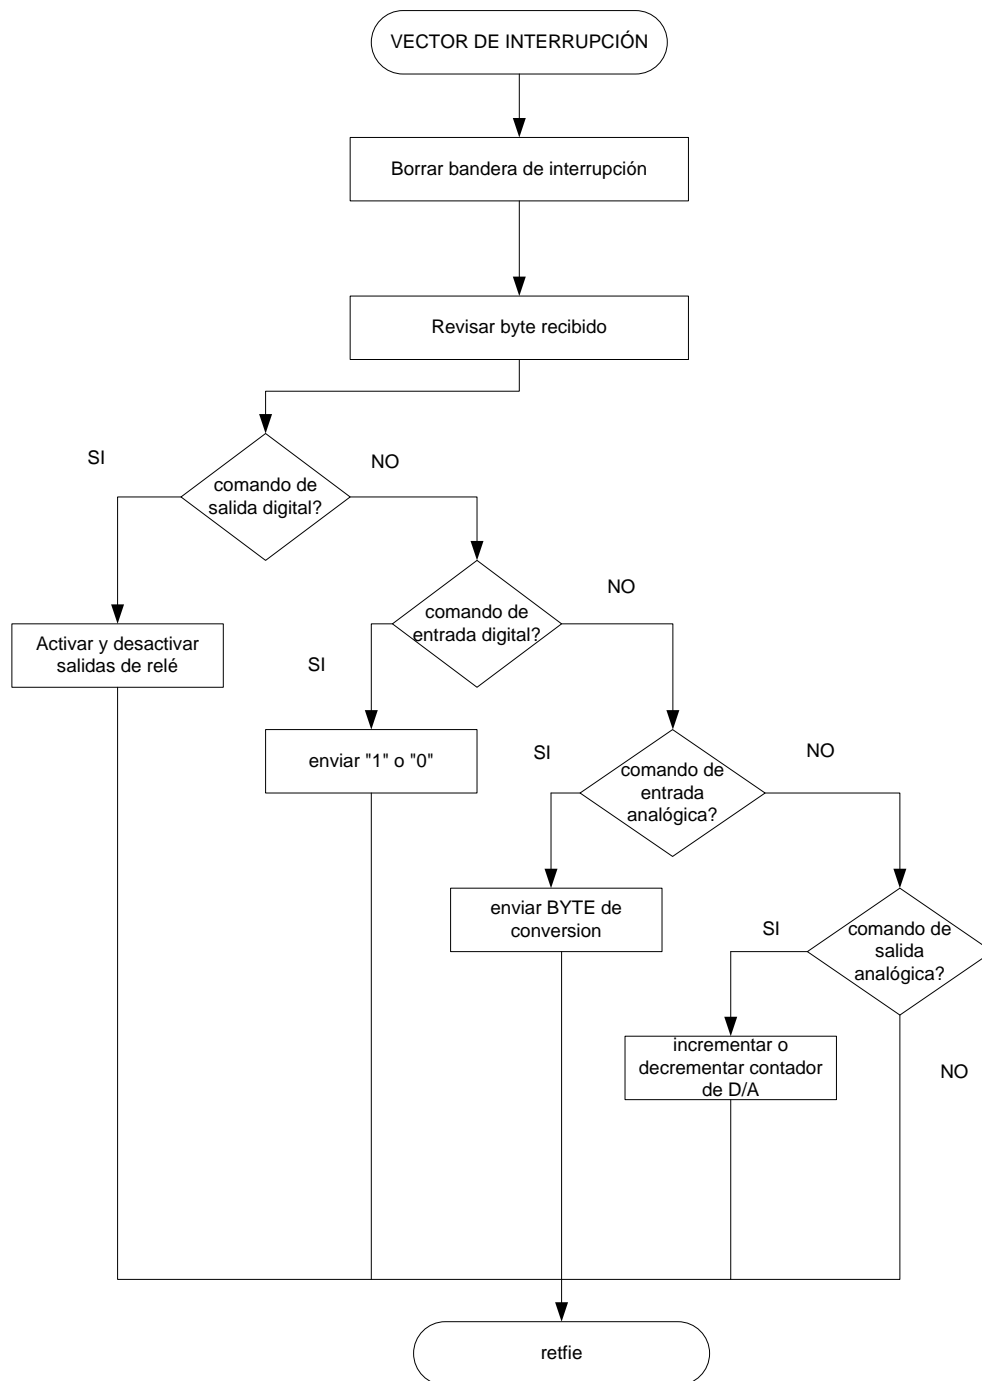 VECTOR DE INTERRUPCIÓN
Borrar bandera de interrupción
Revisar byte recibido
SI
NO
comando de
salida digital?
NO
comando de
entrada digital?
Activar y desactivar
salidas de relé
SI
enviar "1" o "0"
SI
NO
comando de
entrada
analógica?
enviar BYTE de
conversion
SI
comando de
salida
analógica?
incrementar o
decrementar contador
de D/A
NO
retfie